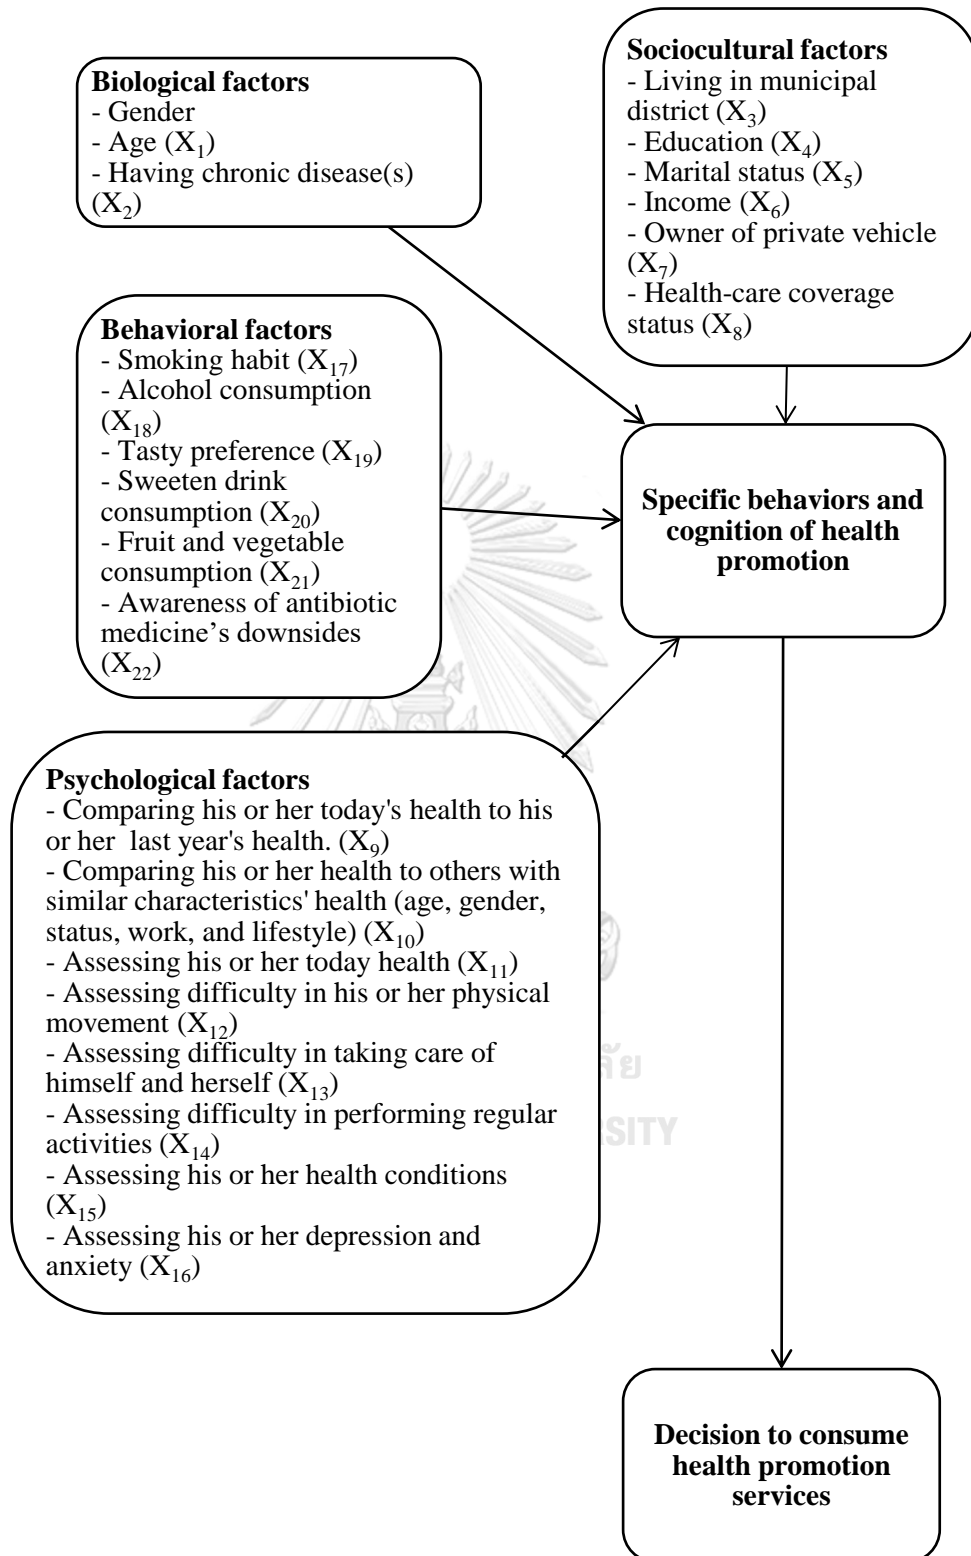 Biological factors
- Gender
- Age (X₁)
- Having chronic disease(s)
(X₂)
Sociocultural factors
- Living in municipal
district (X₃)
- Education (X₄)
- Marital status (X₅)
- Income (X₆)
- Owner of private vehicle
(X₇)
- Health-care coverage
status (X₈)
Behavioral factors
- Smoking habit (X₁₇)
- Alcohol consumption
(X₁₈)
- Tasty preference (X₁₉)
- Sweeten drink
consumption (X₂₀)
- Fruit and vegetable
consumption (X₂₁)
- Awareness of antibiotic
medicine’s downsides
(X₂₂)
Specific behaviors and
cognition of health
promotion
Psychological factors
- Comparing his or her today's health to his
or her  last year's health. (X₉)
- Comparing his or her health to others with
similar characteristics' health (age, gender,
status, work, and lifestyle) (X₁₀)
- Assessing his or her today health (X₁₁)
- Assessing difficulty in his or her physical
movement (X₁₂)
- Assessing difficulty in taking care of
himself and herself (X₁₃)
- Assessing difficulty in performing regular
activities (X₁₄)
- Assessing his or her health conditions
(X₁₅)
- Assessing his or her depression and
anxiety (X₁₆)
ลัย
RSITY
Decision to consume
health promotion
services